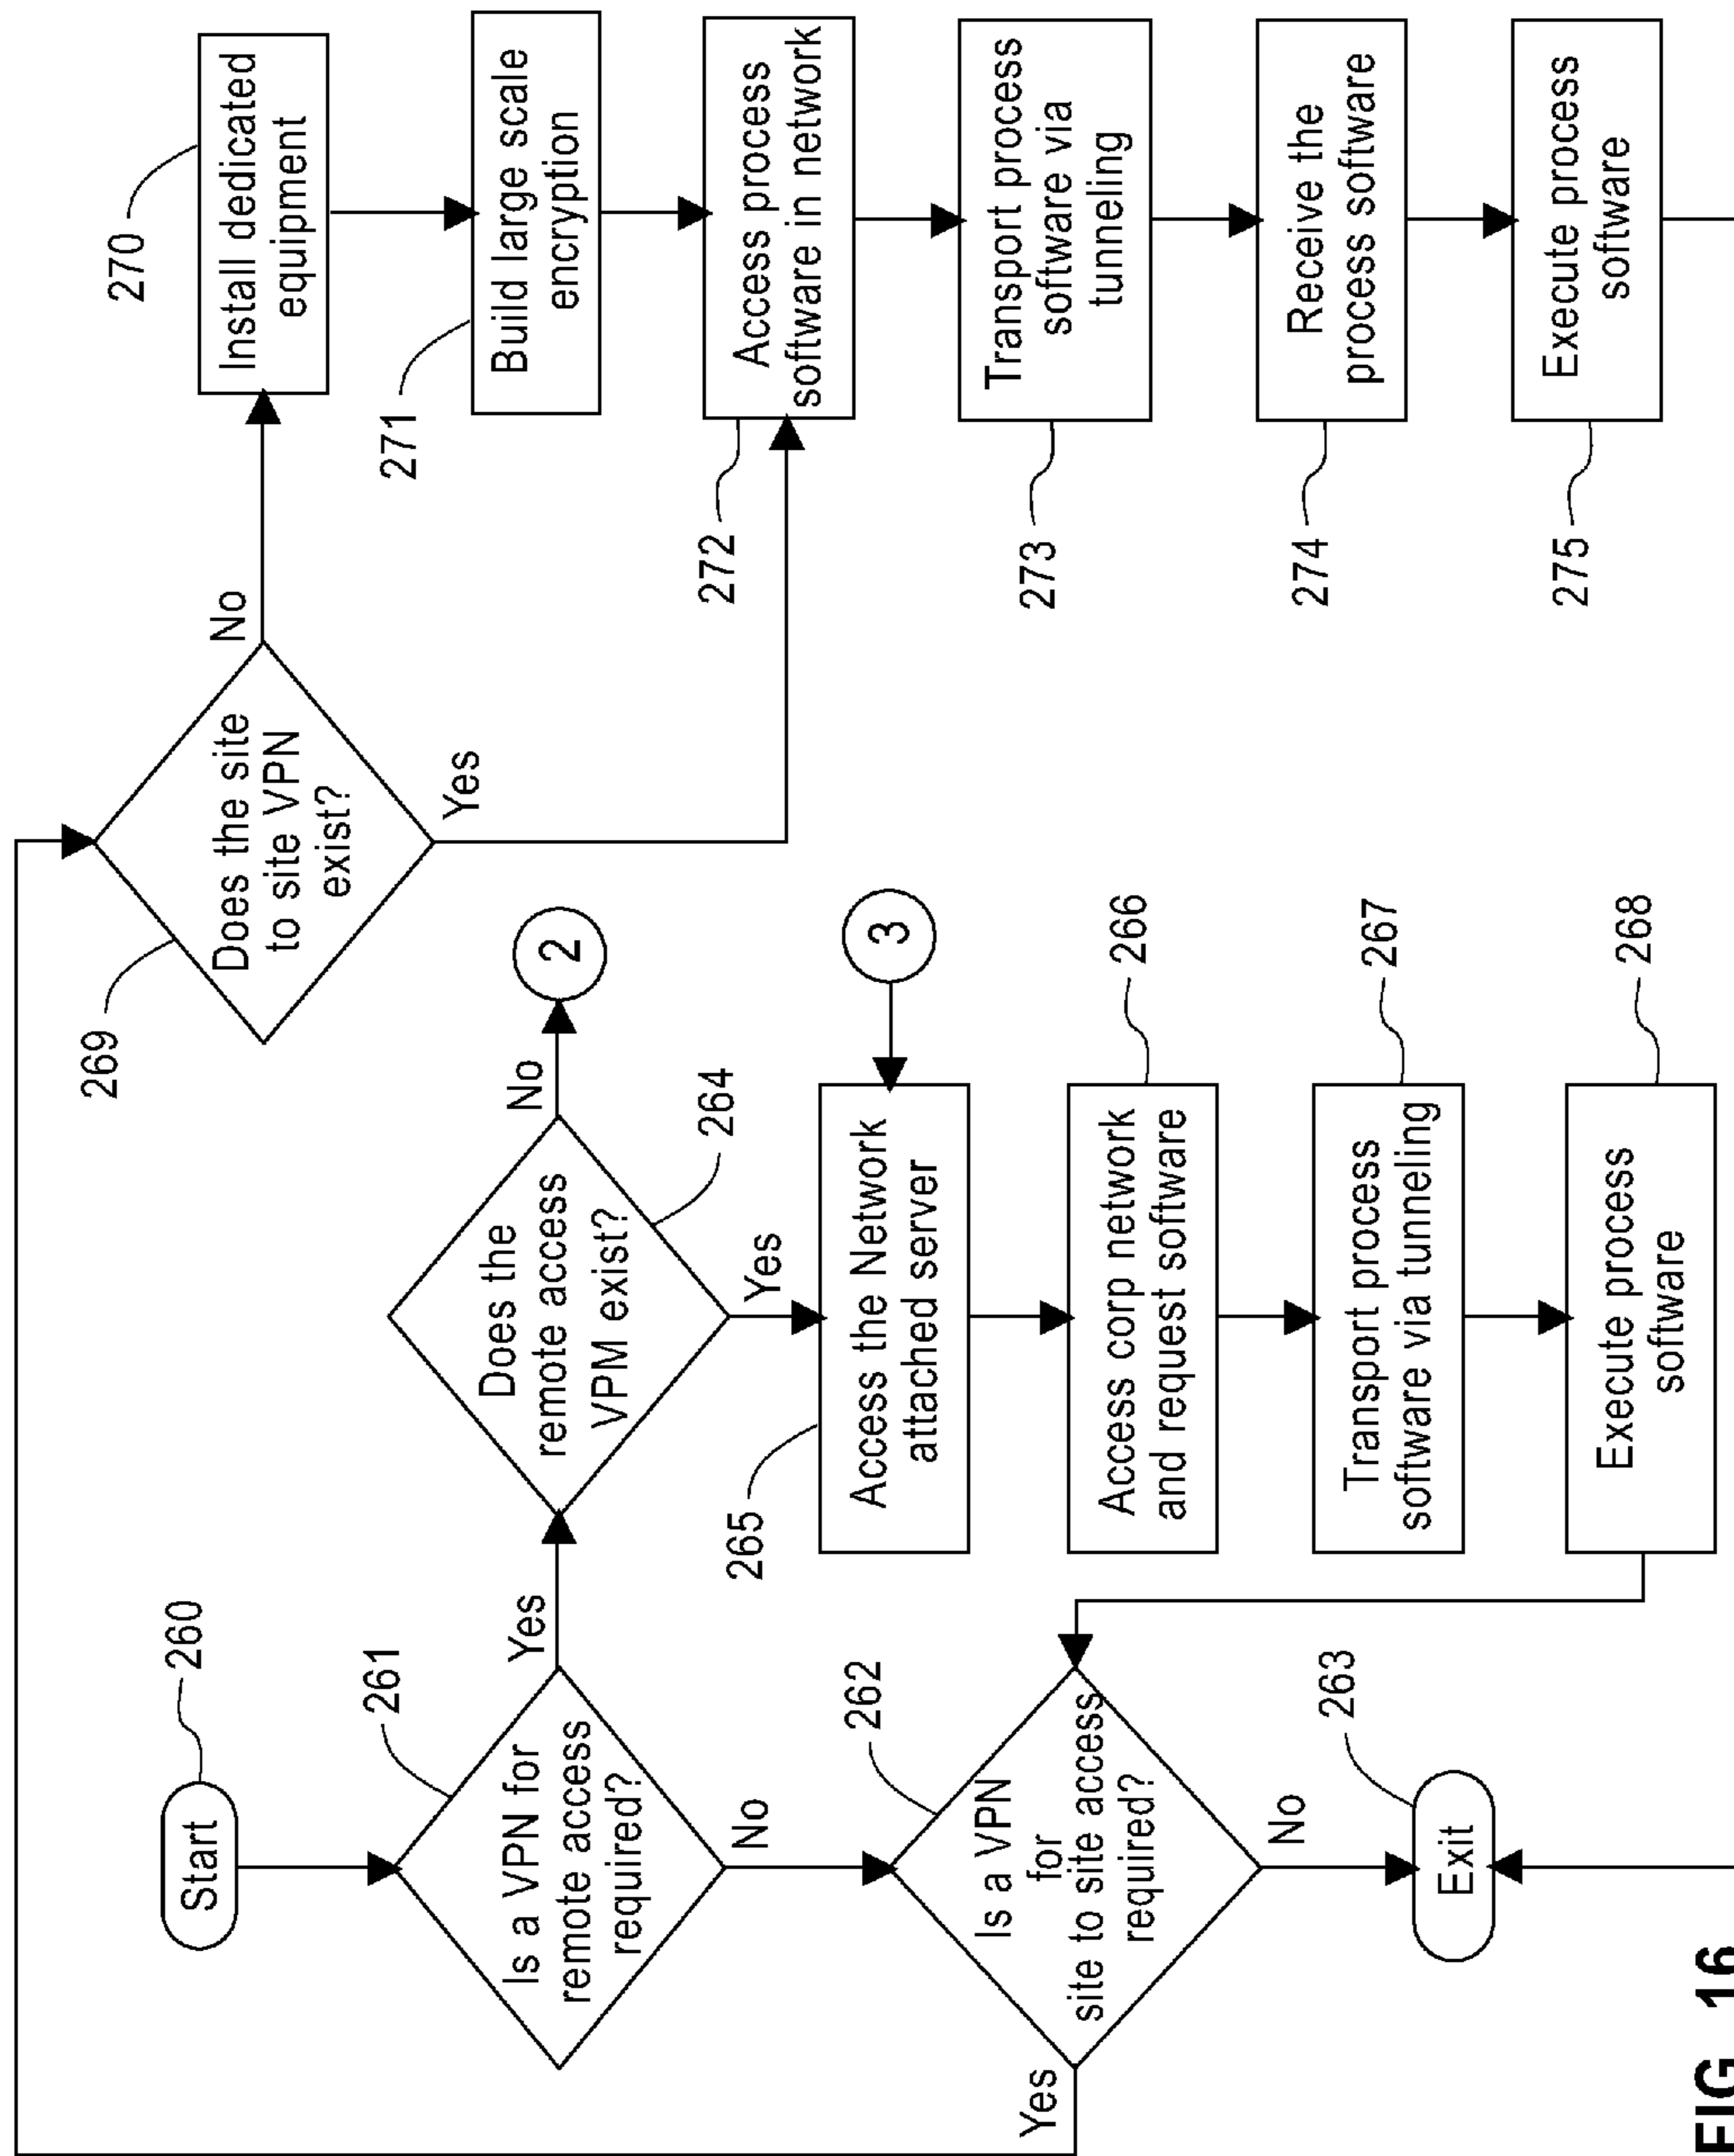 260
Start
261
Is a VPN for
remote access
required?
Yes
No
262
Is a VPN
for
site to site access
required?
Yes
No
263
Exit
264
Does the
remote access
VPM exist?
No
2
Yes
3
265
Access the Network
attached server
266
Access corp network
and request software
267
Transport process
software via tunneling
268
Execute process
software
269
Does the site
to site VPN
exist?
No
Yes
270
Install dedicated
equipment
271
Build large scale
encryption
272
Access process
software in network
273
Transport process
software via
tunneling
274
Receive the
process software
275
Execute process
software
FIG. 16